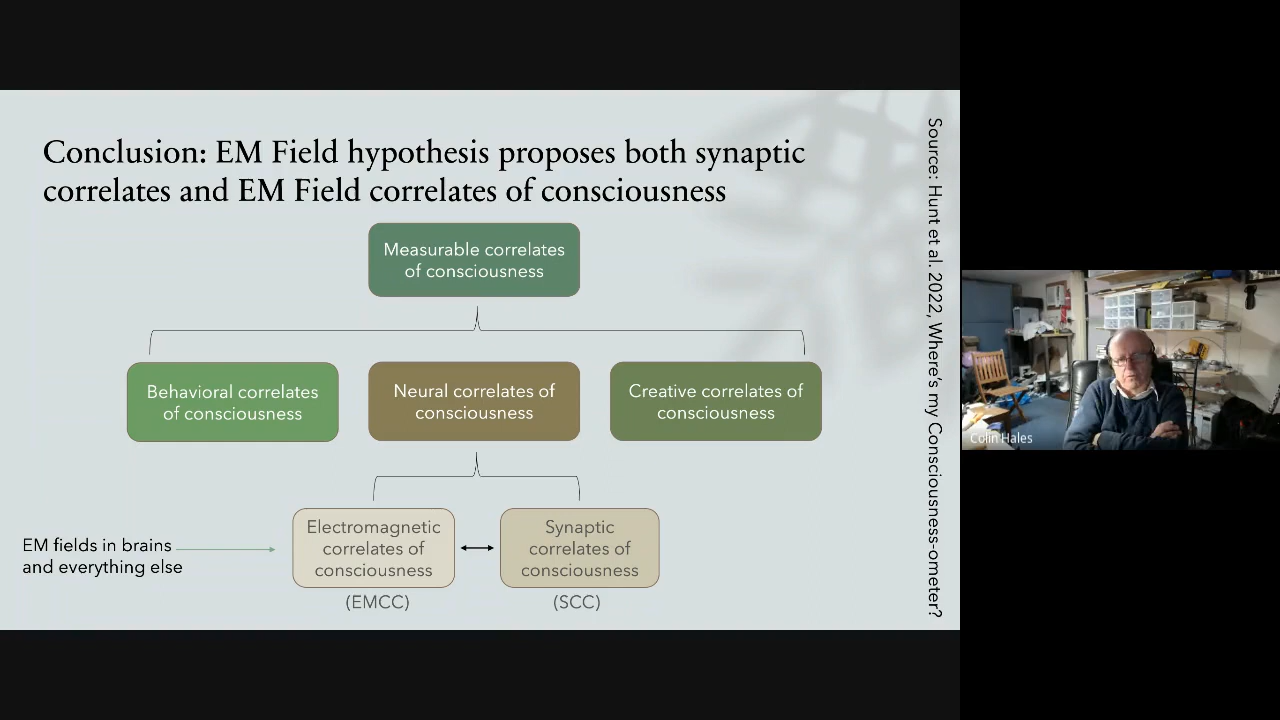 Conclusion: EM Field hypothesis proposes both synaptic
correlates and EM Field correlates of consciousness
Measurable correlates
of consciousness
Behavioral correlates
of consciousness
Neural correlates of
consciousness
Creative correlates of
consciousness
Electromagnetic
correlates of
consciousness
(EMCC)
Synaptic
correlates of
consciousness
(SCC)
EM fields in brains
and everything else
Source: Hunt et al. 2022, Where's my Consciousness-ometer?
Colin Hales